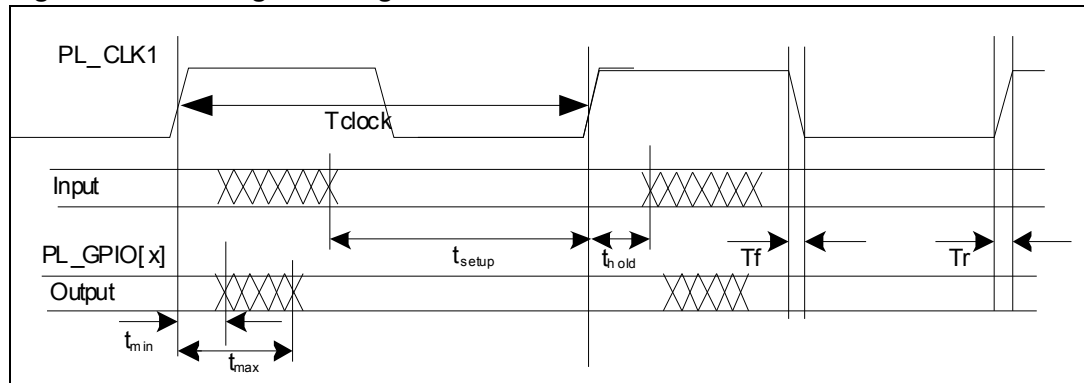 PL_CLK1
Tclock
Input
PL_GPIO[x]
tsetup
thold
Tf
Tr
Output
tmin
tmax